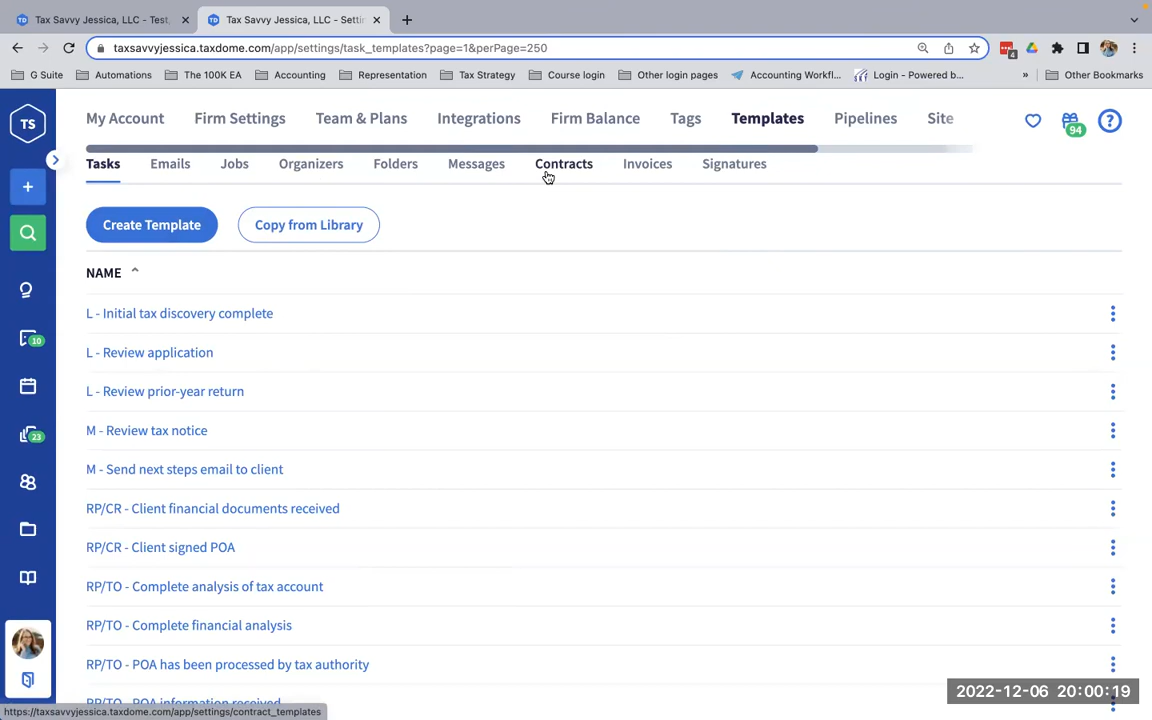 Tax Savvy Jessica, LLC - Test,
Tax Savvy Jessica, LLC - Settin
taxsavvyjessica.taxdome.com/app/settings/task_templates?page=1&perPage=250
4
G Suite
Automations
The 100K EA
Accounting
Representation
Tax Strategy
Course login
Other login pages
Accounting Workfl...
Login - Powered b...
»
Other Bookmarks
TS
My Account
Firm Settings
Team & Plans
Integrations
Firm Balance
Tags
Templates
Pipelines
Site
94
?
Tasks
Emails
Jobs
Organizers
Folders
Messages
Contracts
Invoices
Signatures
Create Template
Copy from Library
NAME
L - Initial tax discovery complete
L - Review application
L - Review prior-year return
M - Review tax notice
M - Send next steps email to client
RP/CR - Client financial documents received
RP/CR - Client signed POA
RP/TO - Complete analysis of tax account
RP/TO - Complete financial analysis
RP/TO - POA has been processed by tax authority
RP/TO - POA information received
10
23
2022-12-06 20:00:19
https://taxsavvyjessica.taxdome.com/app/settings/contract_templates